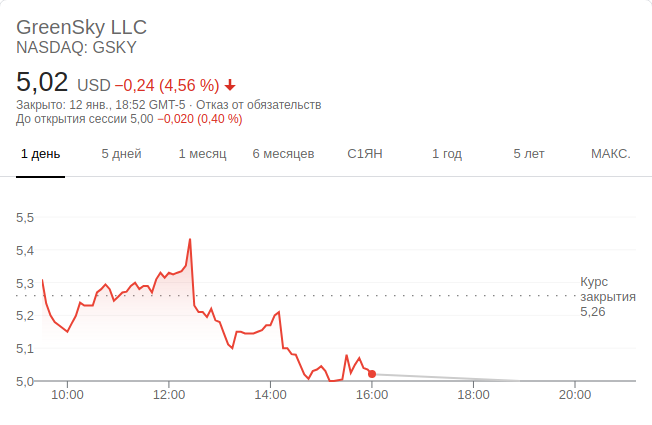 GreenSky LLC
NASDAQ: GSKY
5,02 USD −0,24 (4,56 %)
Закрыто: 12 янв., 18:52 GMT-5 · Отказ от обязательств
До открытия сессии 5,00 −0,020 (0,40 %)
1 день 5 дней 1 месяц 6 месяцев С1ЯН 1 год 5 лет МАКС.
5,5
5,4
5,3
5,2
5,1
5,0
Курс
закрытия
5,26
10:00 12:00 14:00 16:00 18:00 20:00